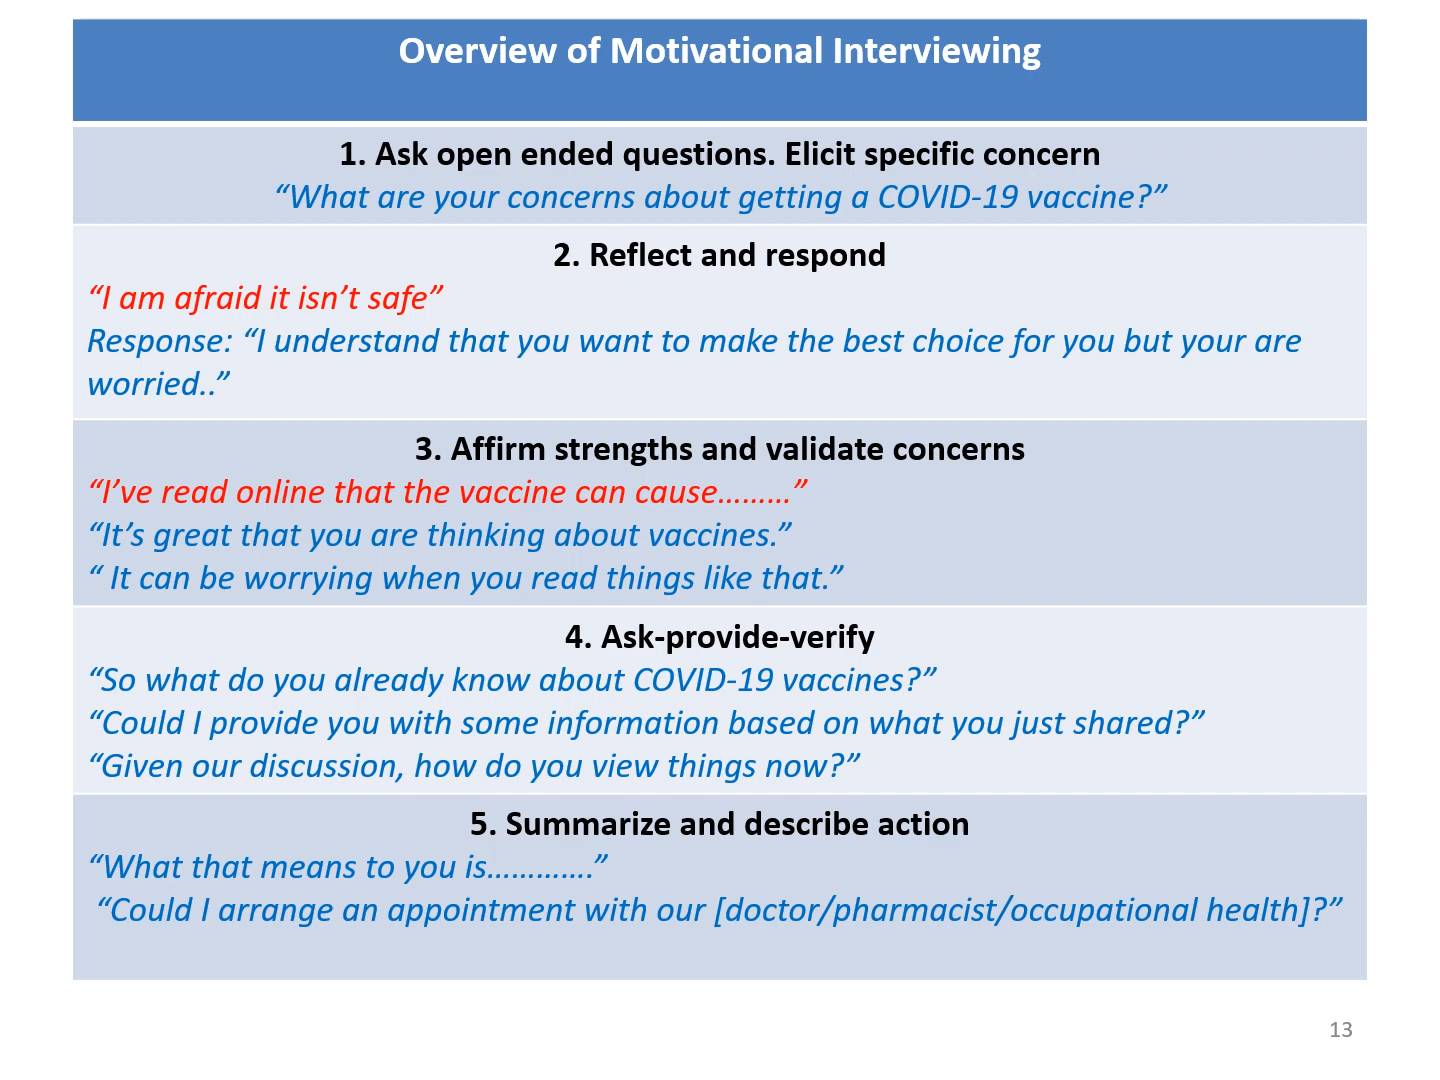 Overview of Motivational Interviewing
1. Ask open ended questions. Elicit specific concern
“What are your concerns about getting a COVID-19 vaccine?”
2. Reflect and respond
“I am afraid it isn’t safe”
Response: “I understand that you want to make the best choice for you but your are
worried..”
3. Affirm strengths and validate concerns
“I’ve read online that the vaccine can cause………”
“It’s great that you are thinking about vaccines.”
“ It can be worrying when you read things like that.”
4. Ask-provide-verify
“So what do you already know about COVID-19 vaccines?”
“Could I provide you with some information based on what you just shared?”
“Given our discussion, how do you view things now?”
5. Summarize and describe action
“What that means to you is………….”
“Could I arrange an appointment with our [doctor/pharmacist/occupational health]?”
13